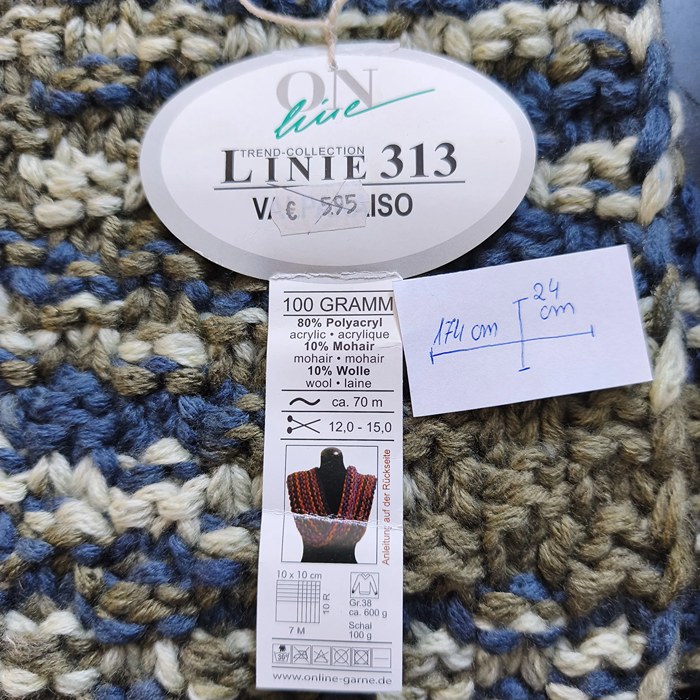 ON
line
TREND-COLLECTION
LINIE 313
€ 5.95
ISO
100 GRAMM
80% Polyacryl
acrylic • acrylique
10% Mohair
mohair • mohair
10% Wolle
wool • laine
ca. 70 m
12,0 - 15,0
Anleitung auf der Rückseite
10 x 10 cm
10 R
7 M
Gr.38
ca. 600 g
Schal
100 g
www.online-garne.de
174 cm
24
cm